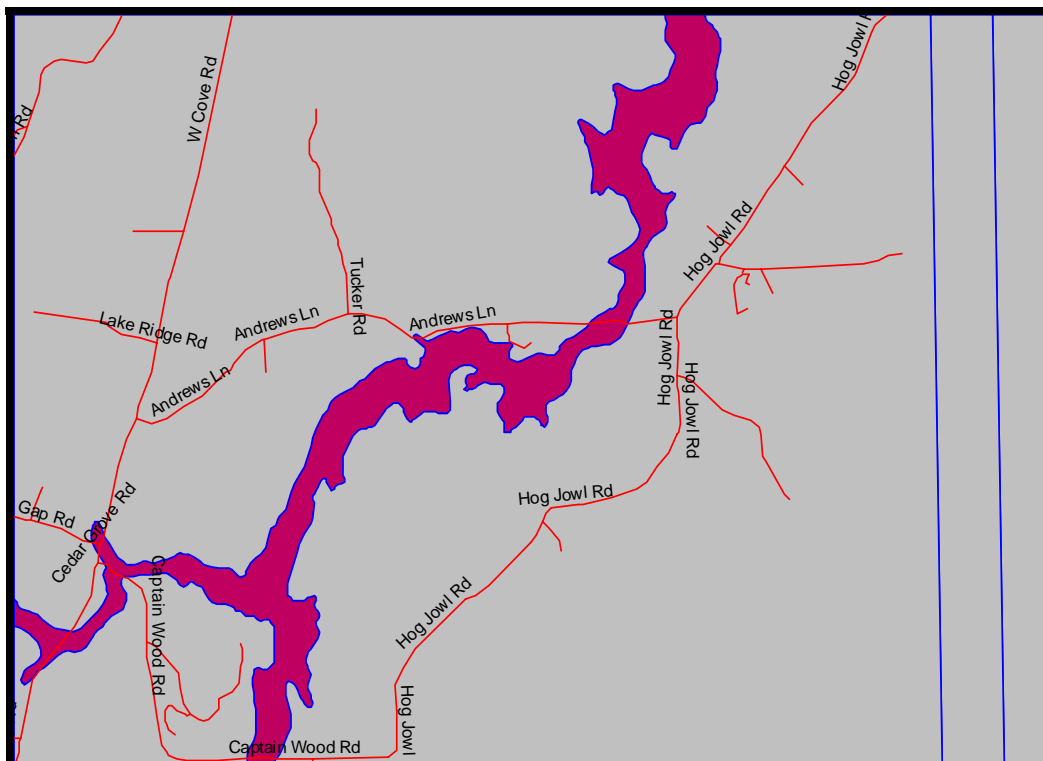 Hog Jowl
W Cove Rd
Rd
Hog Jowl Rd
Tucker Rd
Lake Ridge Rd
Andrews Ln
Andrews Ln
Hog Jowl Rd
Andrews Ln
Hog Jowl Rd
Hog Jowl Rd
Gap Rd
Cedar Grove Rd
Captain Wood Rd
Hog Jowl Rd
Hog Jowl
Captain Wood Rd